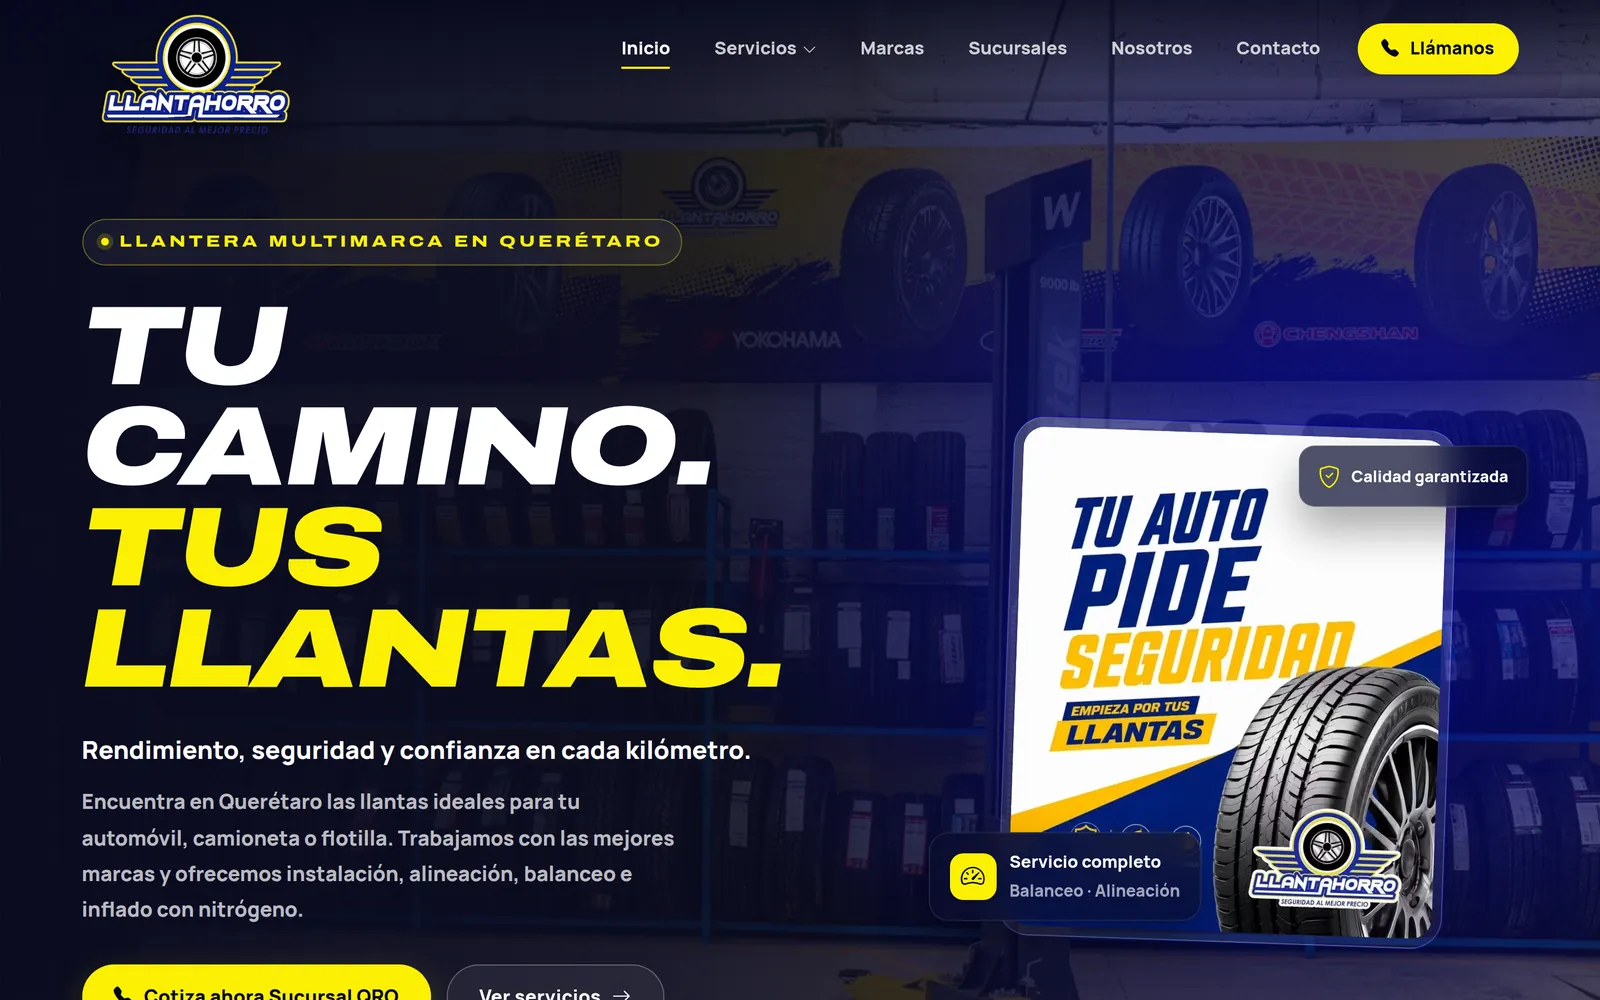 LLANTAHORRO
SEGURIDAD AL MEJOR PRECIO
Inicio
Servicios
Marcas
Sucursales
Nosotros
Contacto
Llámanos
LLANTERA MULTIMARCA EN QUERÉTARO
TU
CAMINO.
TUS
LLANTAS.
Rendimiento, seguridad y confianza en cada kilómetro.
Encuentra en Querétaro las llantas ideales para tu
automóvil, camioneta o flotilla. Trabajamos con las mejores
marcas y ofrecemos instalación, alineación, balanceo e
inflado con nitrógeno.
Cotiza ahora Sucursal QRO
Ver servicios →
LLANTAHORRO
W
9000 lb
YOKOHAMA
CHENGSHAN
Calidad garantizada
TU AUTO
PIDE
SEGURIDAD
EMPIEZA POR TUS
LLANTAS
Servicio completo
Balanceo · Alineación
LLANTAHORRO
SEGURIDAD AL MEJOR PRECIO